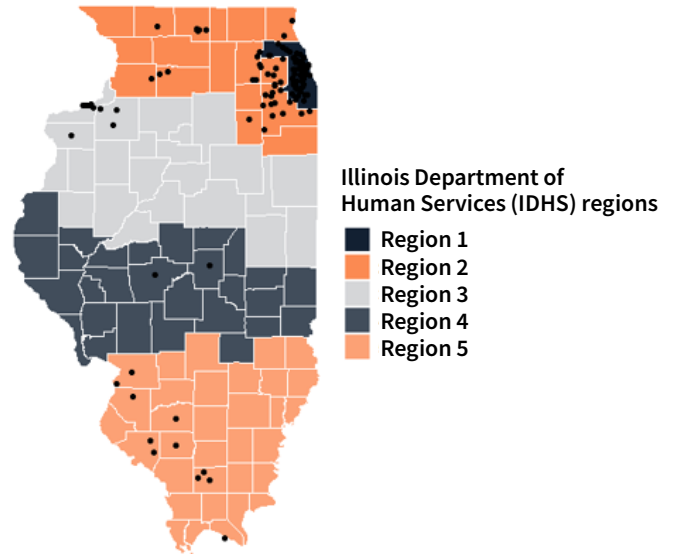 Illinois Department of
Human Services (IDHS) regions
Region 1
Region 2
Region 3
Region 4
Region 5